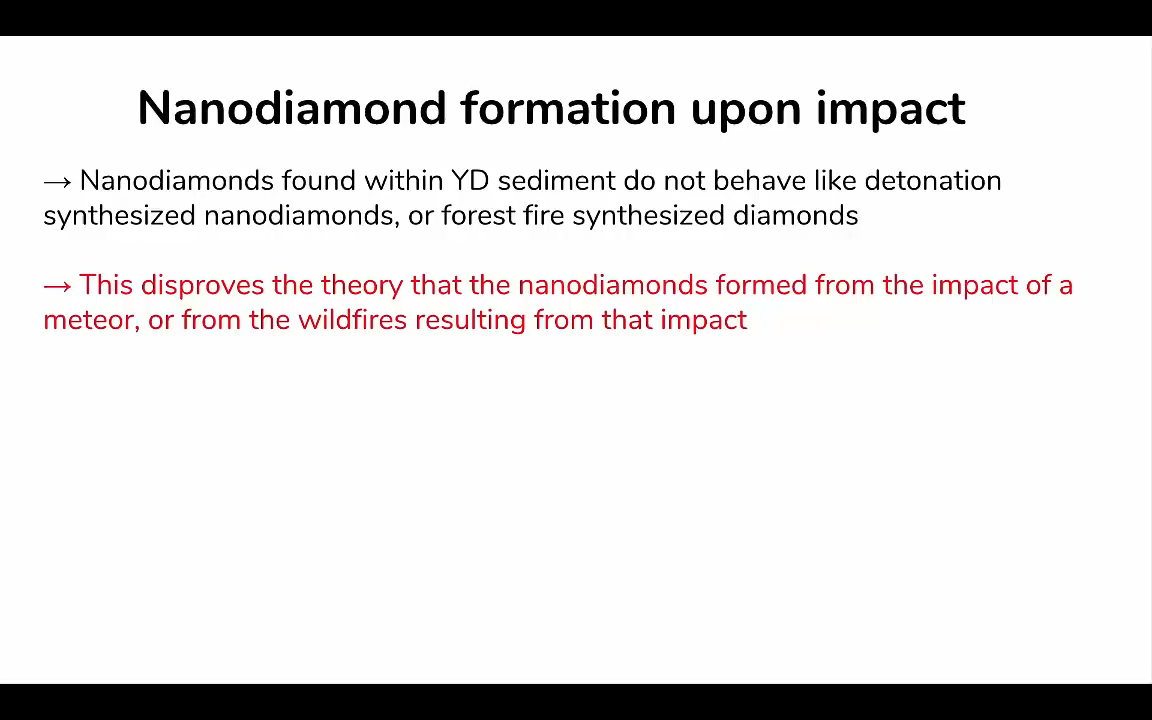 Nanodiamond formation upon impact
→ Nanodiamonds found within YD sediment do not behave like detonation
synthesized nanodiamonds, or forest fire synthesized diamonds
→ This disproves the theory that the nanodiamonds formed from the impact of a
meteor, or from the wildfires resulting from that impact